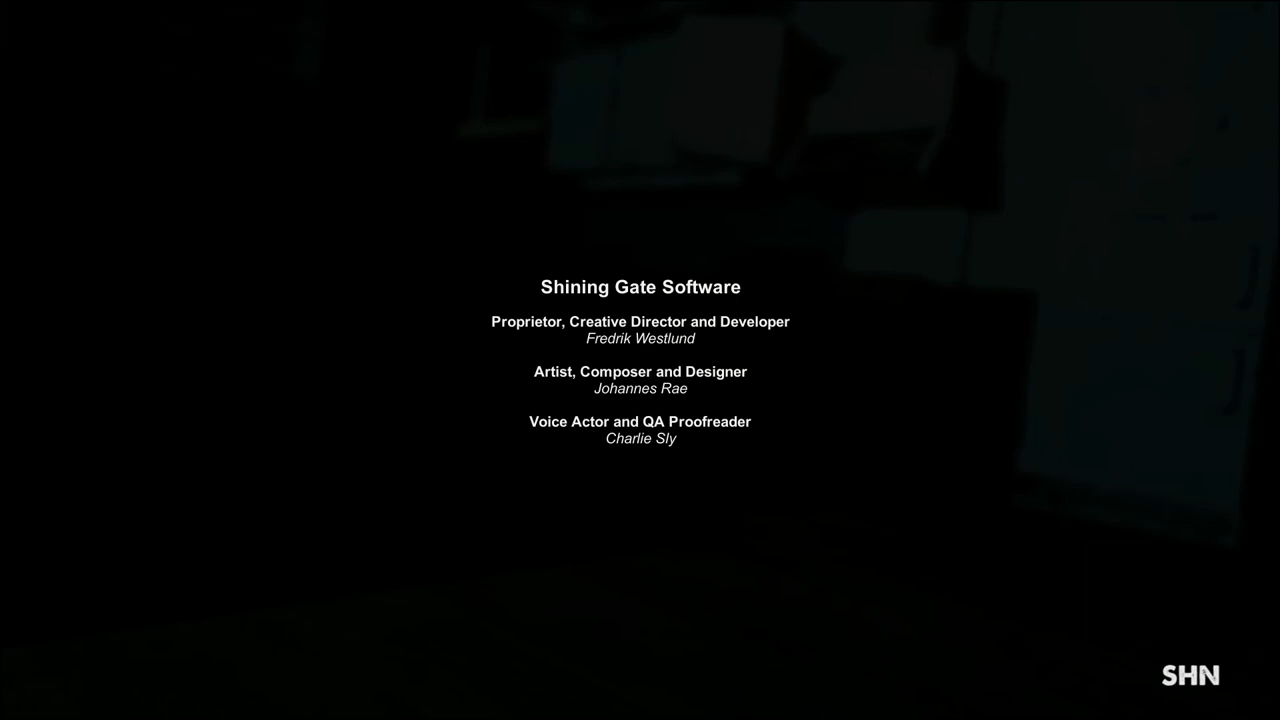 Shining Gate Software
Proprietor, Creative Director and Developer
Fredrik Westlund
Artist, Composer and Designer
Johannes Rae
Voice Actor and QA Proofreader
Charlie Sly
SHN